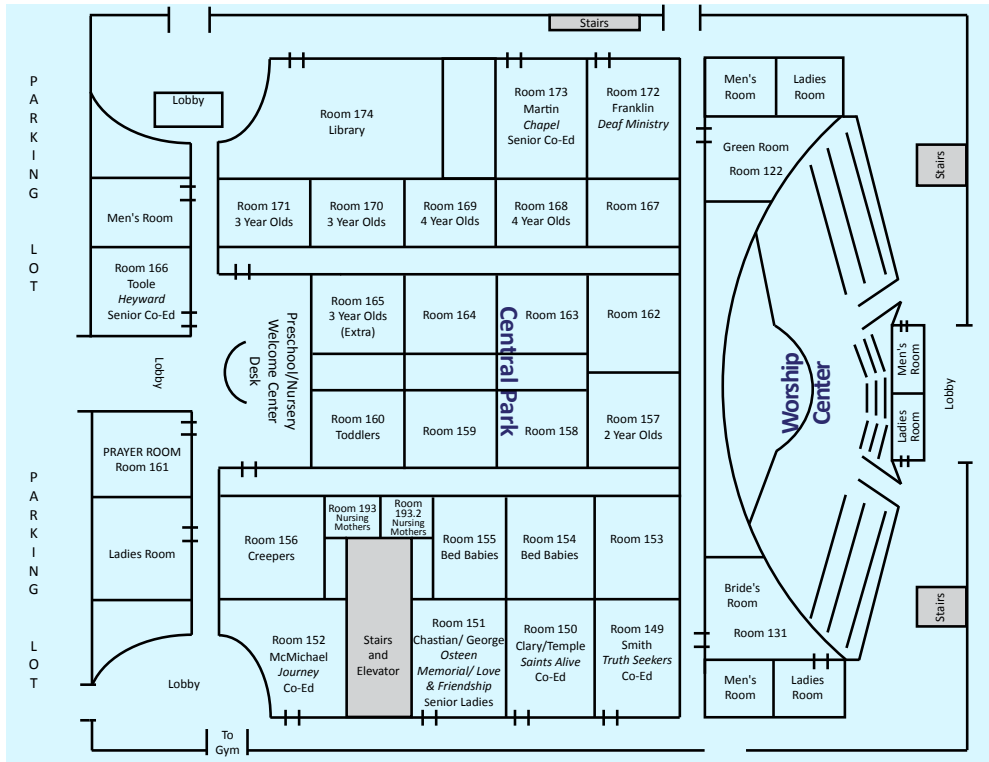 Stairs
PARKING LOT
Lobby
Room 174
Library
Room 173
Martin
Chapel
Senior Co-Ed
Room 172
Franklin
Deaf Ministry
Men's
Room
Ladies
Room
Green Room
Room 122
Stairs
Men's Room
Room 171
3 Year Olds
Room 170
3 Year Olds
Room 169
4 Year Olds
Room 168
4 Year Olds
Room 167
Room 166
Toole
Heyward
Senior Co-Ed
Lobby
Preschool/Nursery
Welcome Center
Desk
Room 165
3 Year Olds
(Extra)
Room 164
Central Park
Room 163
Room 162
Room 160
Toddlers
Room 159
Room 158
Room 157
2 Year Olds
Worship
Center
Men's
Room
Ladies
Room
Lobby
PARKING LOT
PRAYER ROOM
Room 161
Ladies Room
Room 156
Creepers
Room 193
Nursing
Mothers
Room
193.2
Nursing
Mothers
Room 155
Bed Babies
Room 154
Bed Babies
Room 153
Bride's
Room
Room 131
Stairs
Lobby
Room 152
McMichael
Journey
Co-Ed
Stairs
and
Elevator
Room 151
Chastian/ George
Osteen
Memorial/ Love
& Friendship
Senior Ladies
Room 150
Clary/Temple
Saints Alive
Co-Ed
Room 149
Smith
Truth Seekers
Co-Ed
Men's
Room
Ladies
Room
To
Gym